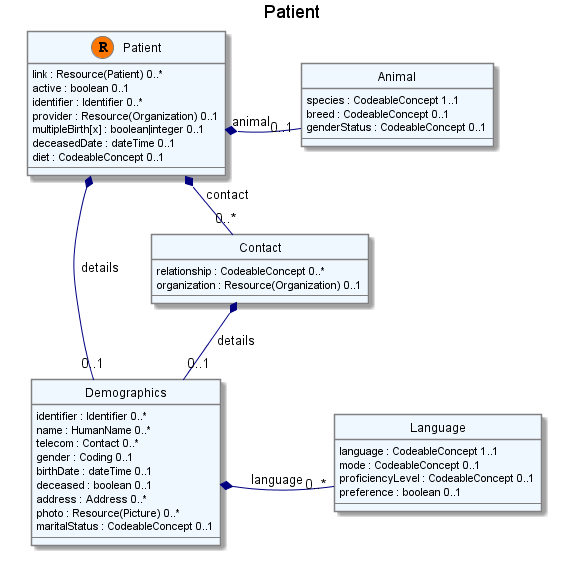 Patient
R Patient
link : Resource(Patient) 0..*
active : boolean 0..1
identifier : Identifier 0..*
provider : Resource(Organization) 0..1
multipleBirth[x] : boolean|integer 0..1
deceasedDate : dateTime 0..1
diet : CodeableConcept 0..1
Animal
species : CodeableConcept 1..1
breed : CodeableConcept 0..1
genderStatus : CodeableConcept 0..1
animal
0..1
contact
0..*
Contact
relationship : CodeableConcept 0..*
organization : Resource(Organization) 0..1
details
0..1
details
0..1
Demographics
identifier : Identifier 0..*
name : HumanName 0..*
telecom : Contact 0..*
gender : Coding 0..1
birthDate : dateTime 0..1
deceased : boolean 0..1
address : Address 0..*
photo : Resource(Picture) 0..*
maritalStatus : CodeableConcept 0..1
language
0..*
Language
language : CodeableConcept 1..1
mode : CodeableConcept 0..1
proficiencyLevel : CodeableConcept 0..1
preference : boolean 0..1